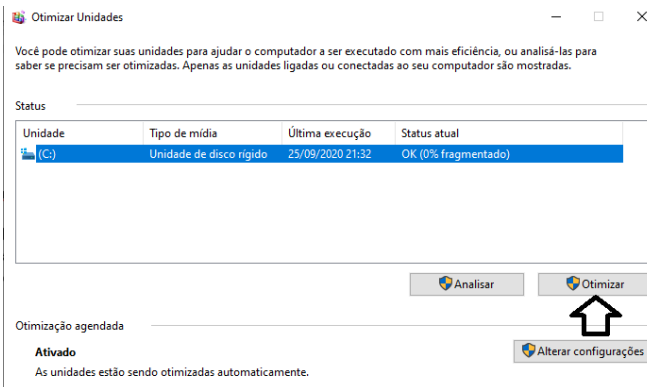 Otimizar Unidades
Você pode otimizar suas unidades para ajudar o computador a ser executado com mais eficiência, ou analisá-las para
saber se precisam ser otimizadas. Apenas as unidades ligadas ou conectadas ao seu computador são mostradas.
Status
Unidade Tipo de mídia Última execução Status atual
(C:) Unidade de disco rígido 25/09/2020 21:32 OK (0% fragmentado)
Analisar Otimizar
Otimização agendada
Ativado Alterar configurações
As unidades estão sendo otimizadas automaticamente.